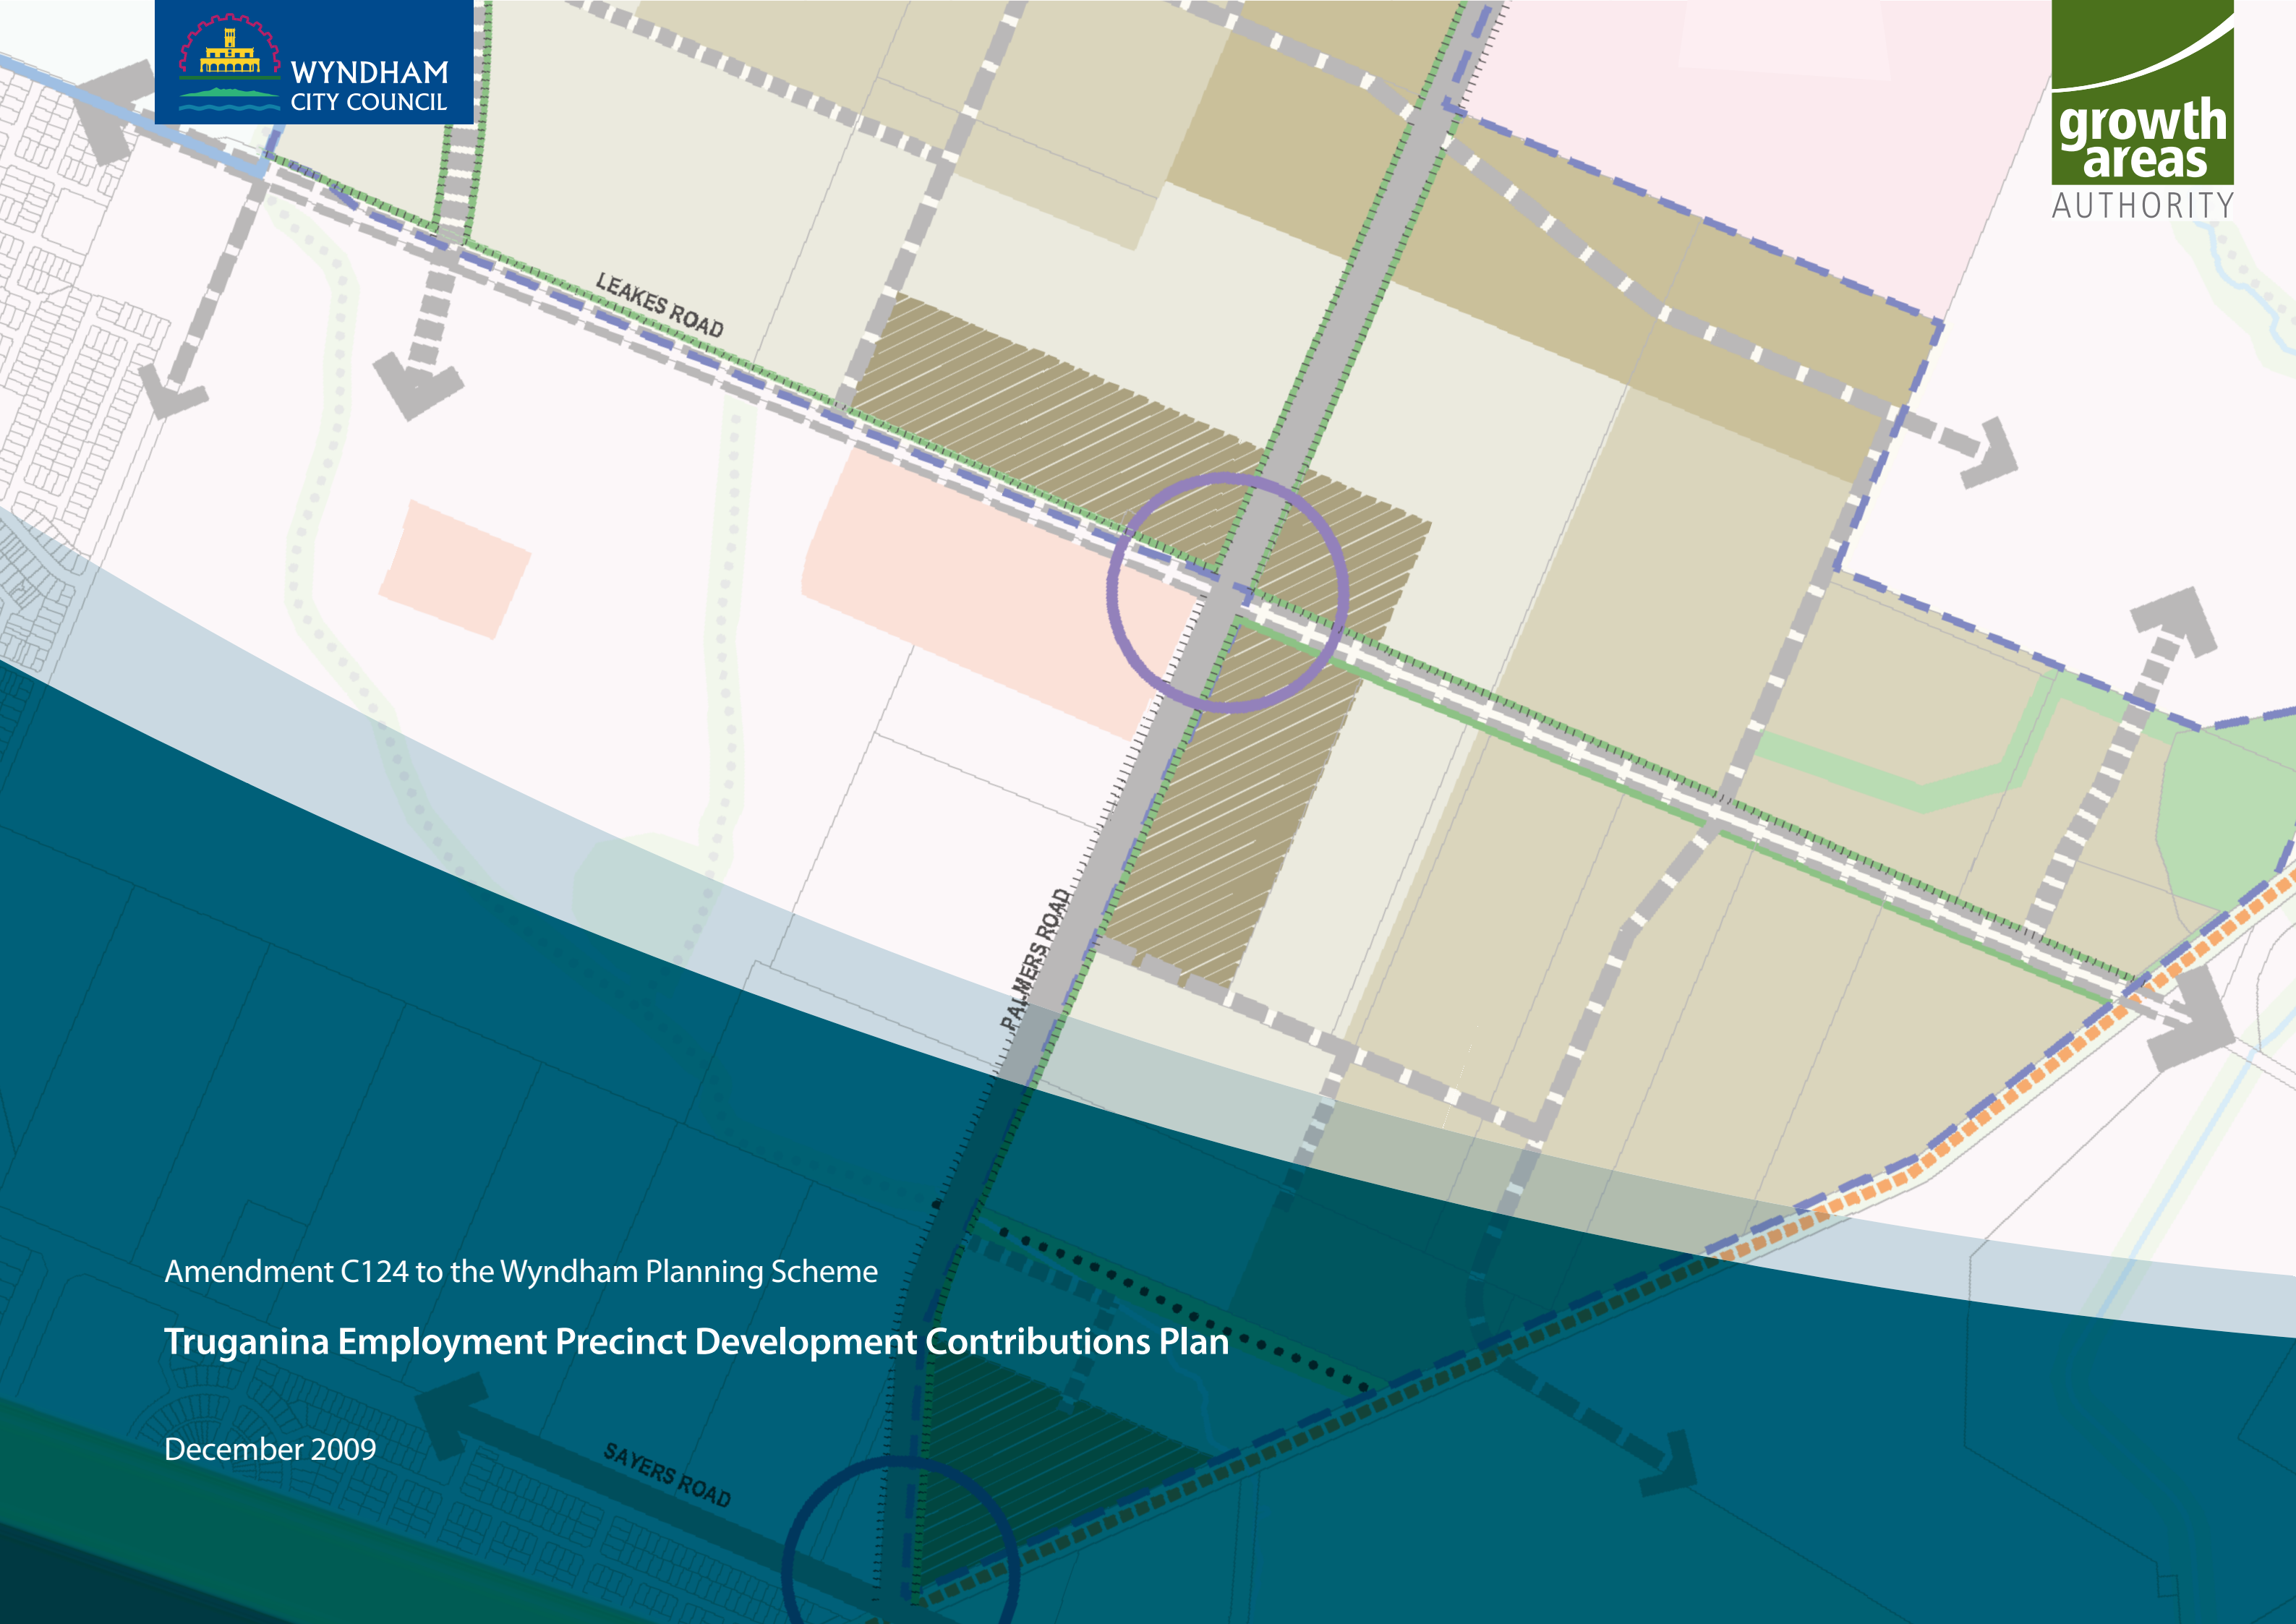 WYNDHAM
CITY COUNCIL
growth
areas
AUTHORITY
LEAKES ROAD
PALMERS ROAD
Amendment C124 to the Wyndham Planning Scheme
Truganina Employment Precinct Development Contributions Plan
December 2009
SAYERS ROAD